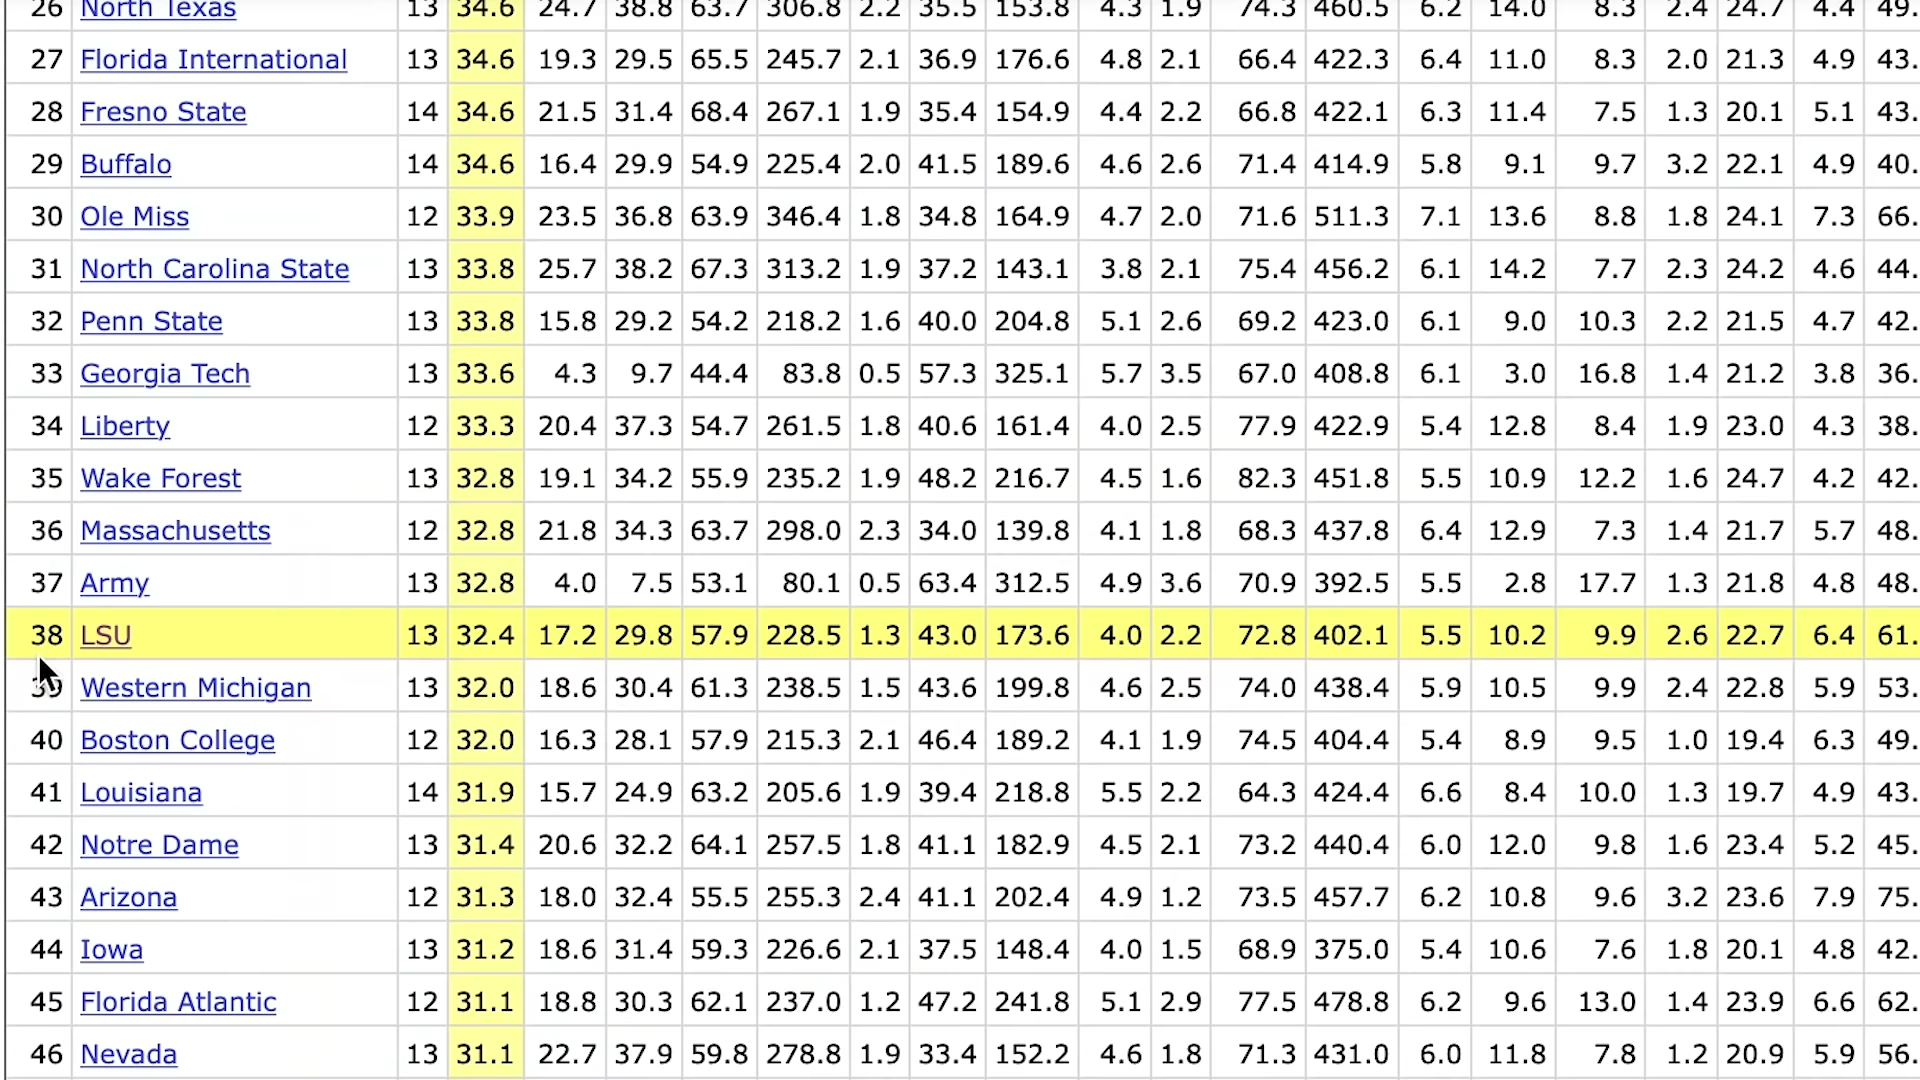 26 North Texas 13 34.6 24.7 38.8 63.7 306.8 2.2 35.5 153.8 4.3 1.9 74.3 460.5 6.2 14.0 8.3 2.4 24.7 4.4 49.
27 Florida International 13 34.6 19.3 29.5 65.5 245.7 2.1 36.9 176.6 4.8 2.1 66.4 422.3 6.4 11.0 8.3 2.0 21.3 4.9 43.
28 Fresno State 14 34.6 21.5 31.4 68.4 267.1 1.9 35.4 154.9 4.4 2.2 66.8 422.1 6.3 11.4 7.5 1.3 20.1 5.1 43.
29 Buffalo 14 34.6 16.4 29.9 54.9 225.4 2.0 41.5 189.6 4.6 2.6 71.4 414.9 5.8 9.1 9.7 3.2 22.1 4.9 40.
30 Ole Miss 12 33.9 23.5 36.8 63.9 346.4 1.8 34.8 164.9 4.7 2.0 71.6 511.3 7.1 13.6 8.8 1.8 24.1 7.3 66.
31 North Carolina State 13 33.8 25.7 38.2 67.3 313.2 1.9 37.2 143.1 3.8 2.1 75.4 456.2 6.1 14.2 7.7 2.3 24.2 4.6 44.
32 Penn State 13 33.8 15.8 29.2 54.2 218.2 1.6 40.0 204.8 5.1 2.6 69.2 423.0 6.1 9.0 10.3 2.2 21.5 4.7 42.
33 Georgia Tech 13 33.6 4.3 9.7 44.4 83.8 0.5 57.3 325.1 5.7 3.5 67.0 408.8 6.1 3.0 16.8 1.4 21.2 3.8 36.
34 Liberty 12 33.3 20.4 37.3 54.7 261.5 1.8 40.6 161.4 4.0 2.5 77.9 422.9 5.4 12.8 8.4 1.9 23.0 4.3 38.
35 Wake Forest 13 32.8 19.1 34.2 55.9 235.2 1.9 48.2 216.7 4.5 1.6 82.3 451.8 5.5 10.9 12.2 1.6 24.7 4.2 42.
36 Massachusetts 12 32.8 21.8 34.3 63.7 298.0 2.3 34.0 139.8 4.1 1.8 68.3 437.8 6.4 12.9 7.3 1.4 21.7 5.7 48.
37 Army 13 32.8 4.0 7.5 53.1 80.1 0.5 63.4 312.5 4.9 3.6 70.9 392.5 5.5 2.8 17.7 1.3 21.8 4.8 48.
38 LSU 13 32.4 17.2 29.8 57.9 228.5 1.3 43.0 173.6 4.0 2.2 72.8 402.1 5.5 10.2 9.9 2.6 22.7 6.4 61.
39 Western Michigan 13 32.0 18.6 30.4 61.3 238.5 1.5 43.6 199.8 4.6 2.5 74.0 438.4 5.9 10.5 9.9 2.4 22.8 5.9 53.
40 Boston College 12 32.0 16.3 28.1 57.9 215.3 2.1 46.4 189.2 4.1 1.9 74.5 404.4 5.4 8.9 9.5 1.0 19.4 6.3 49.
41 Louisiana 14 31.9 15.7 24.9 63.2 205.6 1.9 39.4 218.8 5.5 2.2 64.3 424.4 6.6 8.4 10.0 1.3 19.7 4.9 43.
42 Notre Dame 13 31.4 20.6 32.2 64.1 257.5 1.8 41.1 182.9 4.5 2.1 73.2 440.4 6.0 12.0 9.8 1.6 23.4 5.2 45.
43 Arizona 12 31.3 18.0 32.4 55.5 255.3 2.4 41.1 202.4 4.9 1.2 73.5 457.7 6.2 10.8 9.6 3.2 23.6 7.9 75.
44 Iowa 13 31.2 18.6 31.4 59.3 226.6 2.1 37.5 148.4 4.0 1.5 68.9 375.0 5.4 10.6 7.6 1.8 20.1 4.8 42.
45 Florida Atlantic 12 31.1 18.8 30.3 62.1 237.0 1.2 47.2 241.8 5.1 2.9 77.5 478.8 6.2 9.6 13.0 1.4 23.9 6.6 62.
46 Nevada 13 31.1 22.7 37.9 59.8 278.8 1.9 33.4 152.2 4.6 1.8 71.3 431.0 6.0 11.8 7.8 1.2 20.9 5.9 56.